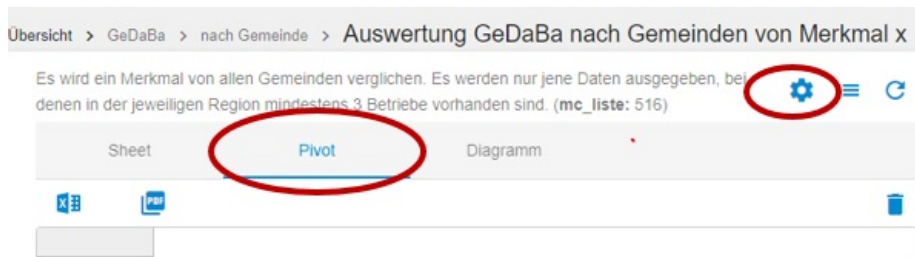 Übersicht > GeDaBa > nach Gemeinde > Auswertung GeDaBa nach Gemeinden von Merkmal x
Es wird ein Merkmal von allen Gemeinden verglichen. Es werden nur jene Daten ausgegeben, bei
denen in der jeweiligen Region mindestens 3 Betriebe vorhanden sind. (mc_liste: 516)
Sheet Pivot Diagramm
X PDF